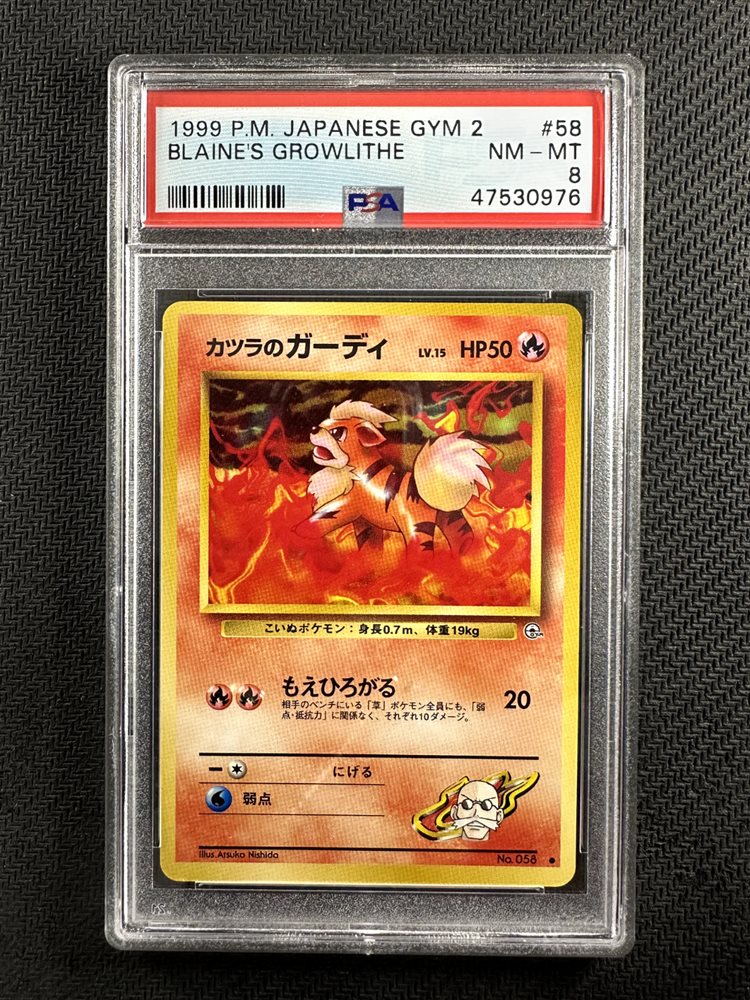 1999 P.M. JAPANESE GYM 2 #58
BLAINE'S GROWLITHE NM - MT
8
PSA 47530976
カツラのガーディ LV.15 HP50
こいぬポケモン：身長0.7m、体重19kg
もえひろがる 20
相手のベンチにいる「草」ポケモン全員にも、「弱
点・抵抗力」に関係なく、それぞれ10ダメージ。
にげる
弱点
Illus.Atsuko Nishida No. 058